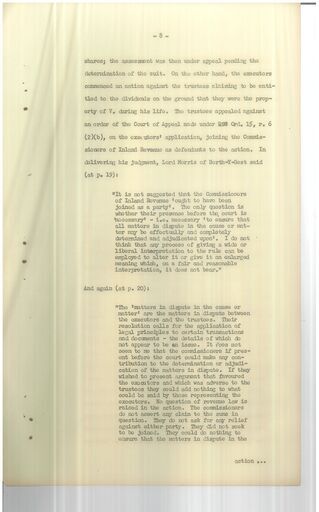 - 8 -
shares; the assessment was then under appeal pending the
determination of the suit. On the other hand, the executors
commenced an action against the trustees claiming to be enti-
tled to the dividends on the ground that they were the prop-
erty of V. during his life. The trustees appealed against
an order of the Court of Appeal made under RSS Ord. 15, r. 6
(2)(b), on the executors' application, joining the Commis-
sioners of Inland Revenue as defendants to the action. In
delivering his judgment, Lord Morris of Borth-Y-Gest said
(at p. 19):
"It is not suggested that the Commissioners
of Inland Revenue 'ought to have been
joined as a party'. The only question is
whether their presence before the court is
'necessary' - i.e. necessary 'to ensure that
all matters in dispute in the cause or mat-
ter may be effectually and completely
determined and adjudicated upon'. I do not
think that any process of giving a wide or
liberal interpretation to the rule can be
employed to alter it or give it an enlarged
meaning which, on a fair and reasonable
interpretation, it does not bear."
And again (at p. 20):
"The 'matters in dispute in the cause or
matter' are the matters in dispute between
the executors and the trustees. Their
resolution calls for the application of
legal principles to certain transactions
and documents - the details of which do
not appear to be an issue. It does not
seem to me that the commissioners if pres-
ent before the court could make any con-
tribution to the determination or adjudi-
cation of the matters in dispute. If they
wished to present argument that favoured
the executors and which was adverse to the
trustees they could add nothing to what
could be said by those representing the
executors. No question of revenue law is
raised in the action. The commissioners
do not assert any claim to the sums in
question. They do not ask for any relief
against either party. They did not seek
to be joined. They could do nothing to
ensure that the matters in dispute in the
action ...